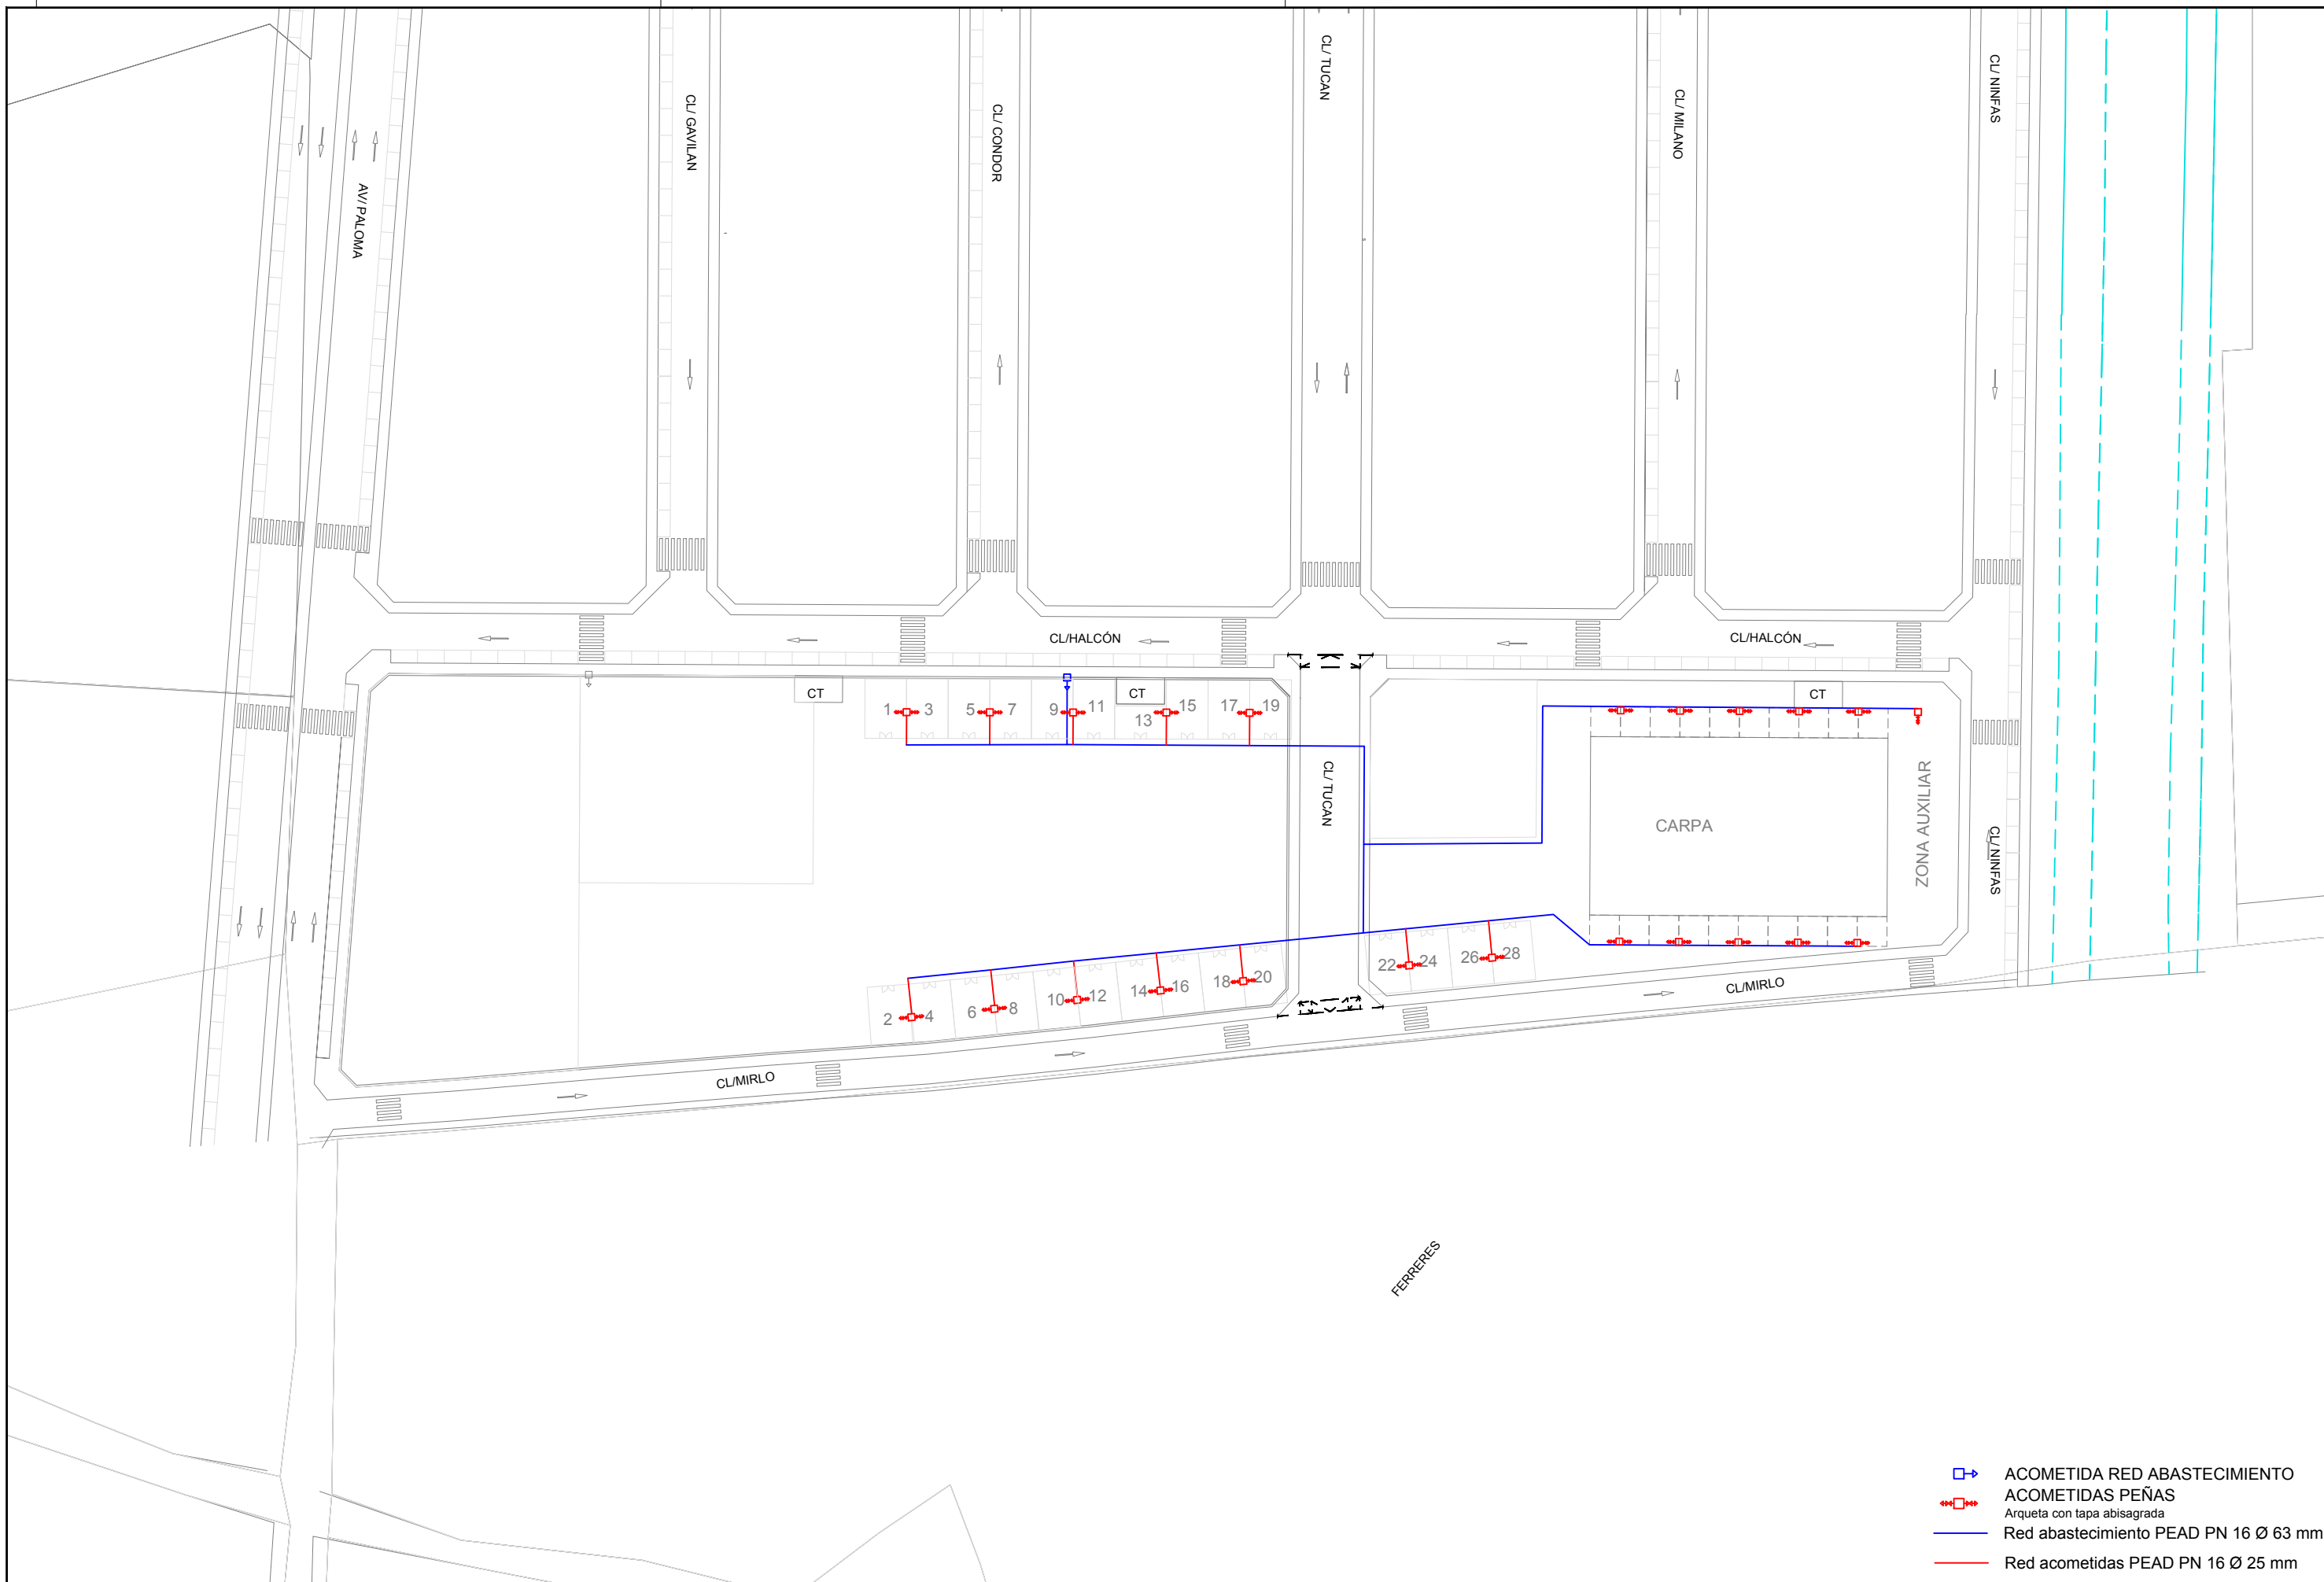 CL/ TUCAN
CL/ NINFAS
CL/ GAVILAN
CL/ CONDOR
CL/ MILANO
AV/ PALOMA
CL/HALCÓN
CL/HALCÓN
CT
CT
CT
1
3
5
7
9
11
13
15
17
19
CL/ TUCAN
CARPA
ZONA AUXILIAR
CL/ NINFAS
2
4
6
8
10
12
14
16
18
20
22
24
26
28
CL/MIRLO
CL/MIRLO
FERRERES
ACOMETIDA RED ABASTECIMIENTO
ACOMETIDAS PEÑAS
Arqueta con tapa abisagrada
Red abastecimiento PEAD PN 16 Ø 63 mm
Red acometidas PEAD PN 16 Ø 25 mm